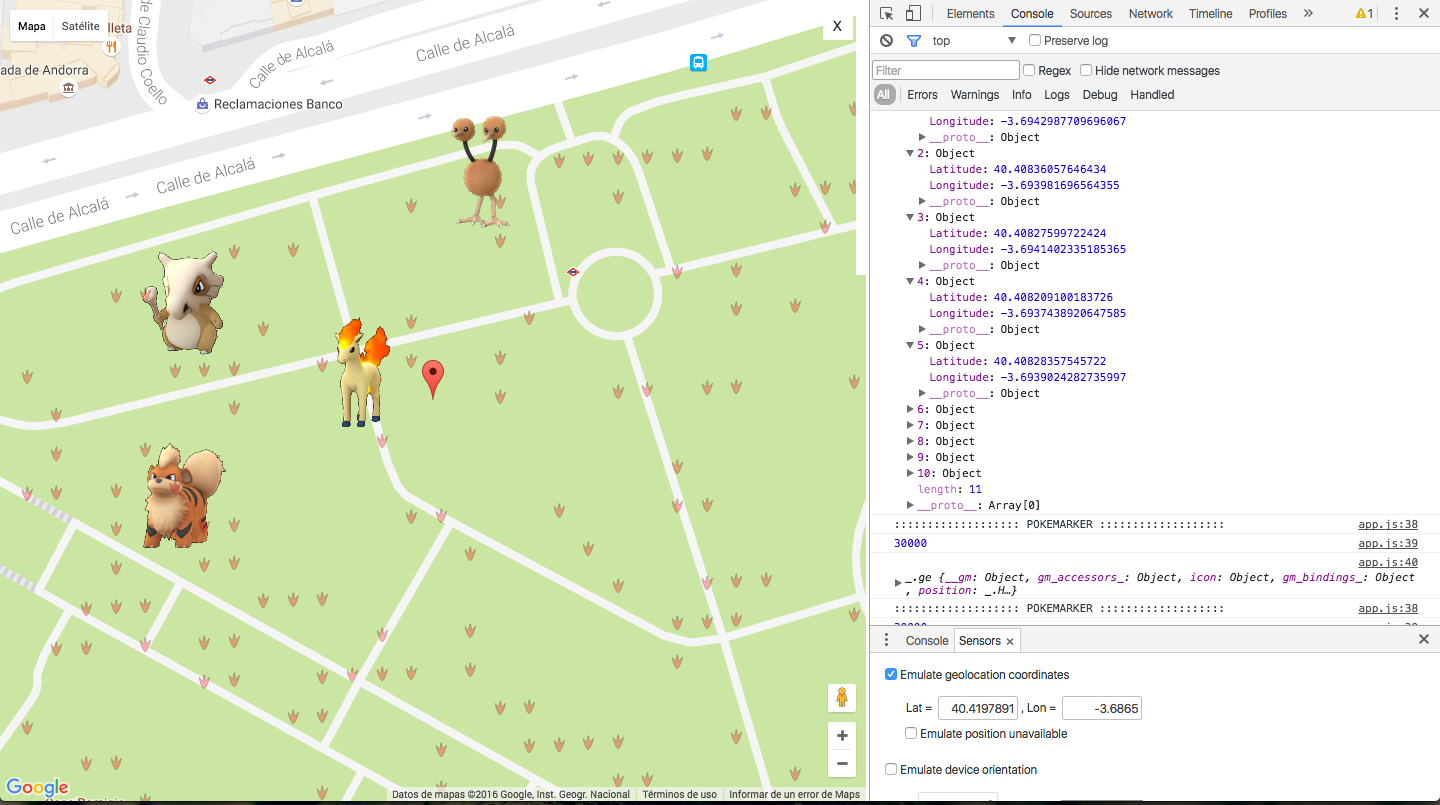 Mapa Satélite
lleta
de Claudio Coello
ada de Andorra
Calle de Alcalá
Calle de Alcalá
Reclamaciones Banco
Calle de Alcalá
Calle de Alcalá
X
Google
Datos de mapas ©2016 Google, Inst. Geogr. Nacional Términos de uso Informar de un error de Maps
Elements Console Sources Network Timeline Profiles » 1
top Preserve log
Filter Regex Hide network messages
All Errors Warnings Info Logs Debug Handled
Longitude: -3.6942987709696067
__proto__: Object
2: Object
Latitude: 40.40836057646434
Longitude: -3.693981696564355
__proto__: Object
3: Object
Latitude: 40.40827599722424
Longitude: -3.6941402335185365
__proto__: Object
4: Object
Latitude: 40.408209100183726
Longitude: -3.6937438920647585
__proto__: Object
5: Object
Latitude: 40.40828357545722
Longitude: -3.6939024282735997
__proto__: Object
6: Object
7: Object
8: Object
9: Object
10: Object
length: 11
__proto__: Array[0]
::::::::::::::::::: POKEMARKER ::::::::::::::::::: app.js:38
30000 app.js:39
app.js:40
_.ge {__gm: Object, gm_accessors_: Object, icon: Object, gm_bindings_: Object
, position: _.H…}
::::::::::::::::::: POKEMARKER ::::::::::::::::::: app.js:38
Console Sensors ×
Emulate geolocation coordinates
Lat = 40.4197891 , Lon = -3.6865
Emulate position unavailable
Emulate device orientation